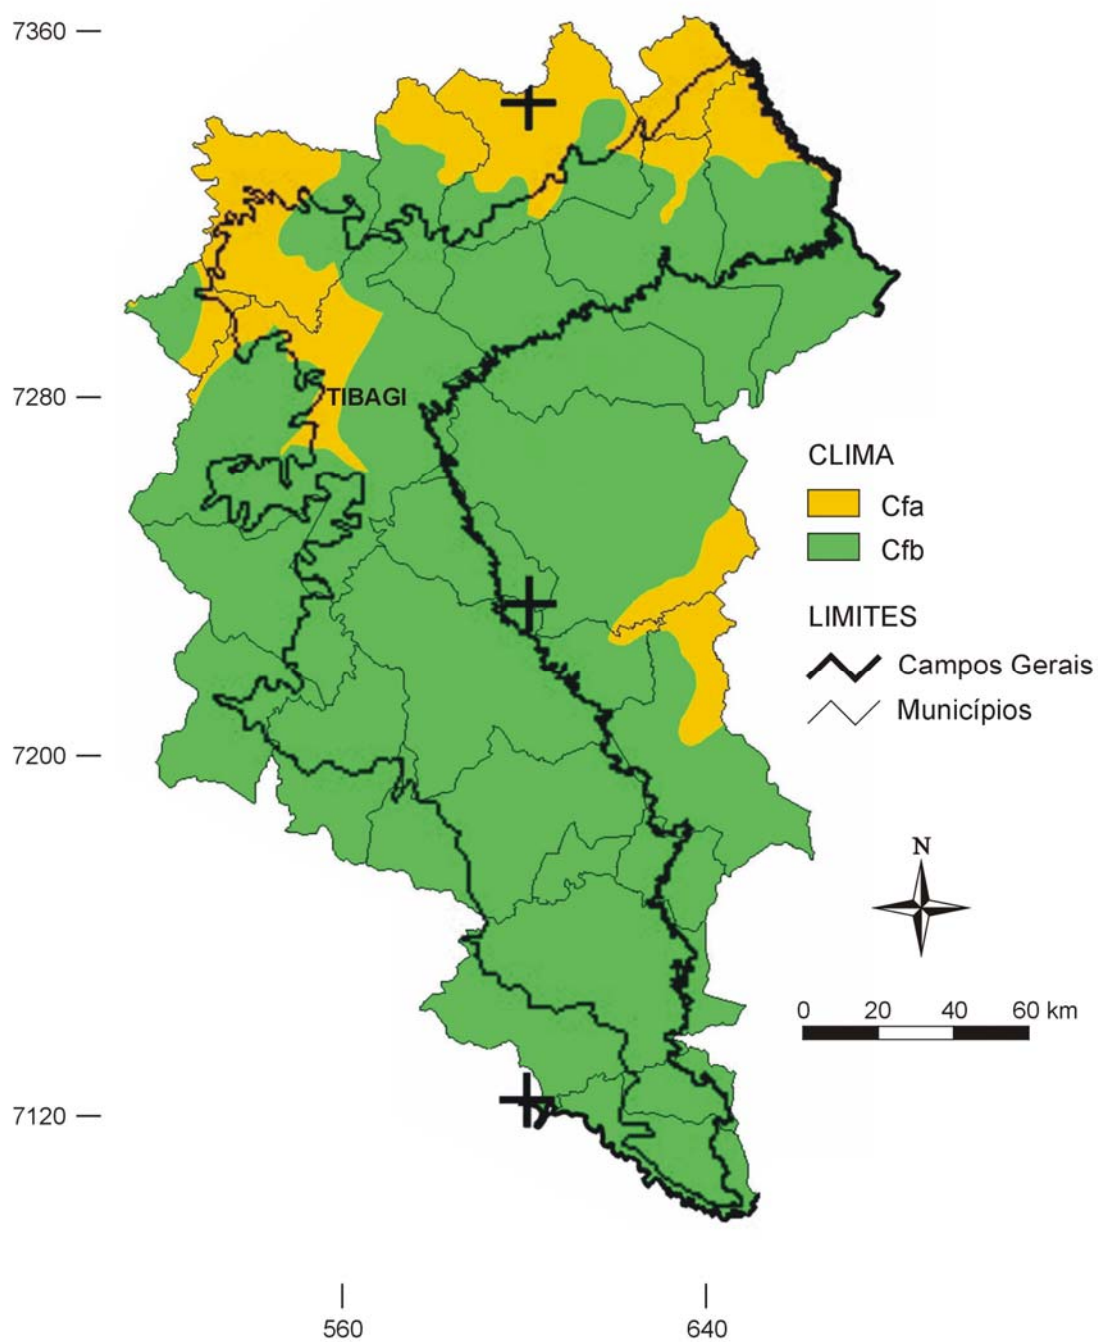 7360
7280
TIBAGI
CLIMA
Cfa
Cfb
LIMITES
Campos Gerais
Municípios
7200
N
0 20 40 60 km
7120
560 640